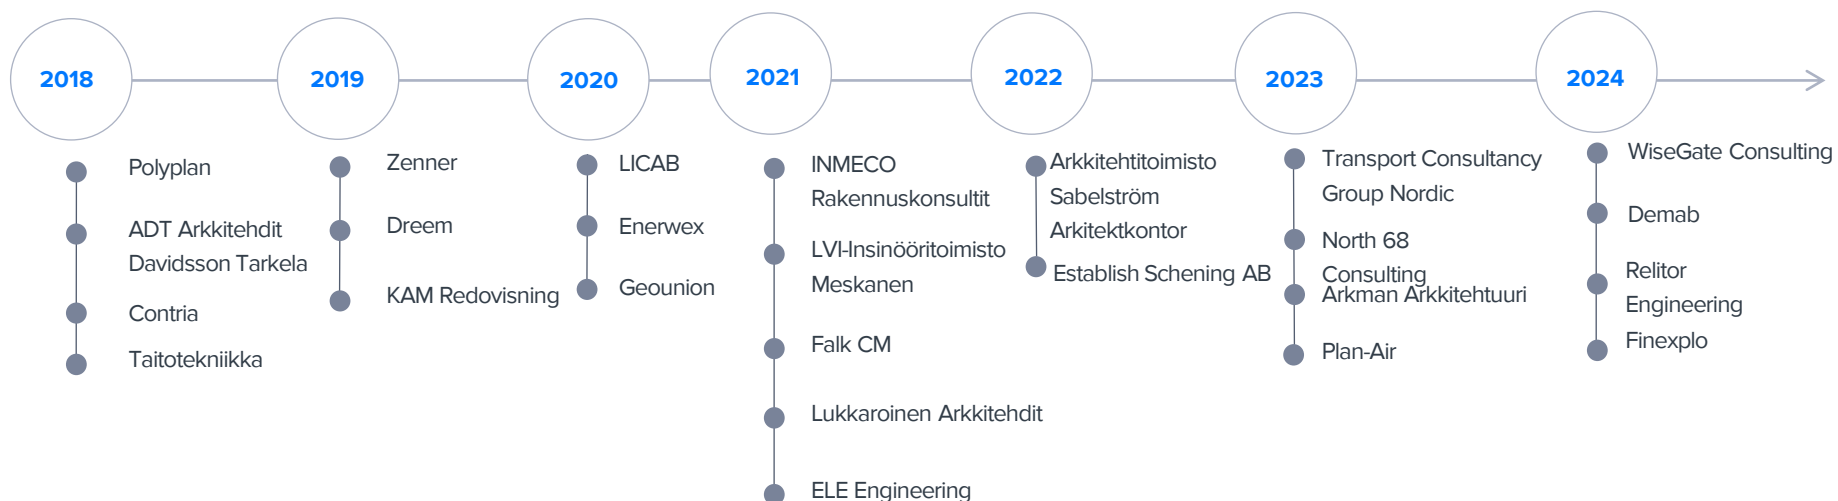 2018
Polyplan
ADT Arkkitehdit
Davidsson Tarkela
Contria
Taitotekniikka
2019
Zenner
Dreem
KAM Redovisning
2020
LICAB
Enerwex
Geounion
2021
INMECO
Rakennuskonsultit
LVI-Insinööritoimisto
Meskanen
Falk CM
Lukkaroinen Arkkitehdit
ELE Engineering
2022
Arkkitehtitoimisto
Sabelström
Arkitektkontor
Establish Schening AB
2023
Transport Consultancy
Group Nordic
North 68
Consulting
Arkman Arkkitehtuuri
Plan-Air
2024
WiseGate Consulting
Demab
Relitor
Engineering
Finexplo